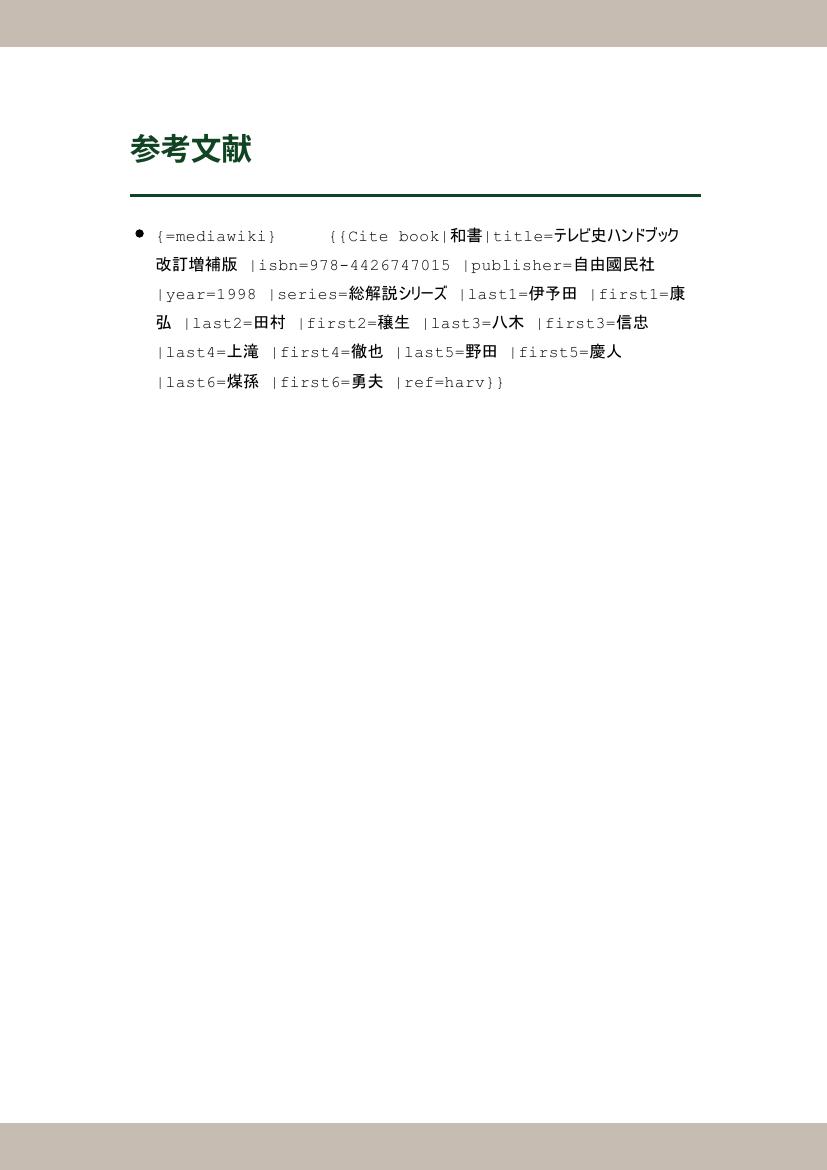 参考文献
• {=mediawiki} {{Cite book|和書|title=テレビ史ハンドブック
改訂増補版 |isbn=978-4426747015 |publisher=自由國民社
|year=1998 |series=総解説シリーズ |last1=伊予田 |first1=康
弘 |last2=田村 |first2=穣生 |last3=八木 |first3=信忠
|last4=上滝 |first4=徹也 |last5=野田 |first5=慶人
|last6=煤孫 |first6=勇夫 |ref=harv}}